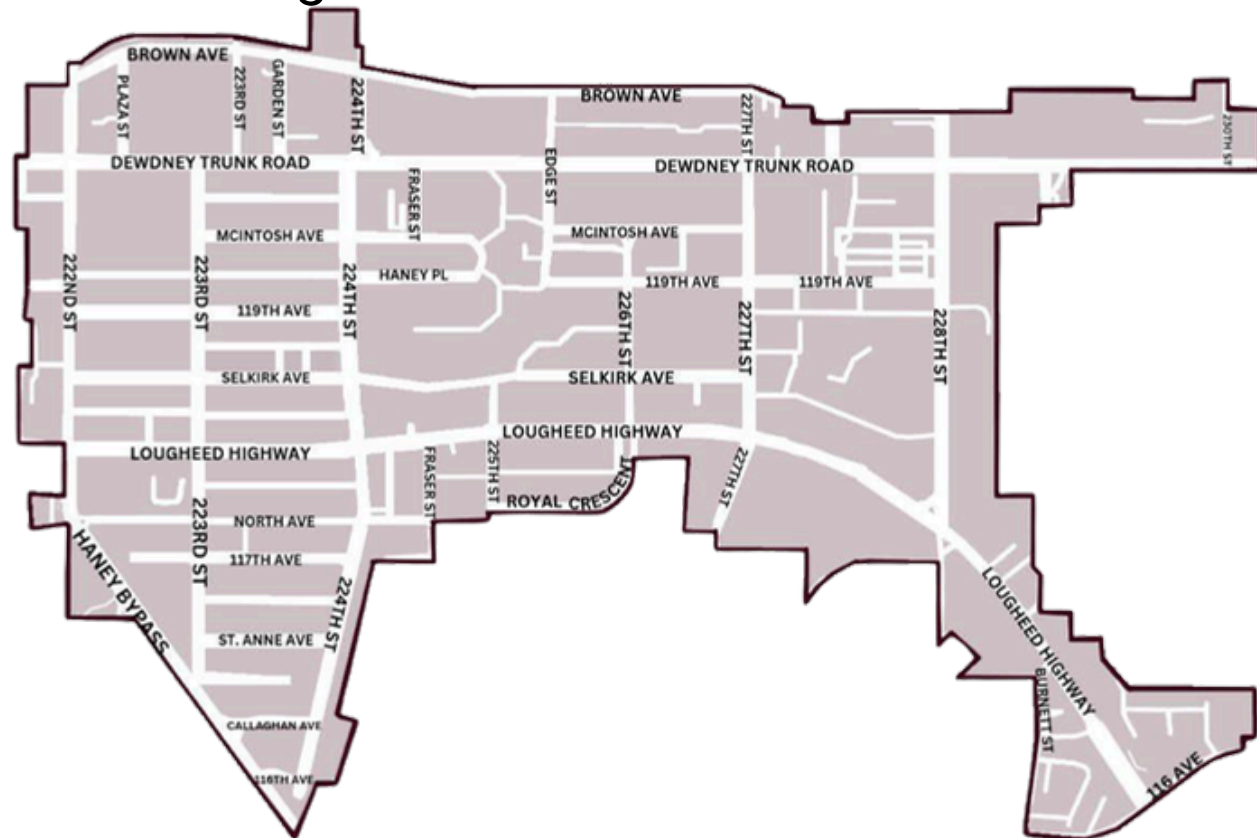 BROWN AVE
PLAZA ST
223RD ST
GARDEN ST
224TH ST
BROWN AVE
227TH ST
230TH ST
DEWDNEY TRUNK ROAD
DEWDNEY TRUNK ROAD
EDGE ST
FRASER ST
MCINTOSH AVE
MCINTOSH AVE
HANEY PL
222ND ST
223RD ST
224TH ST
119TH AVE
119TH AVE
119TH AVE
226TH ST
227TH ST
228TH ST
SELKIRK AVE
SELKIRK AVE
LOUGHEED HIGHWAY
LOUGHEED HIGHWAY
FRASER ST
225TH ST
ROYAL CRESCENT
227TH ST
223RD ST
NORTH AVE
HANEY BYPASS
117TH AVE
224TH ST
ST. ANNE AVE
LOUGHEED HIGHWAY
BURNETT ST
CALLAGHAN AVE
116TH AVE
116 AVE